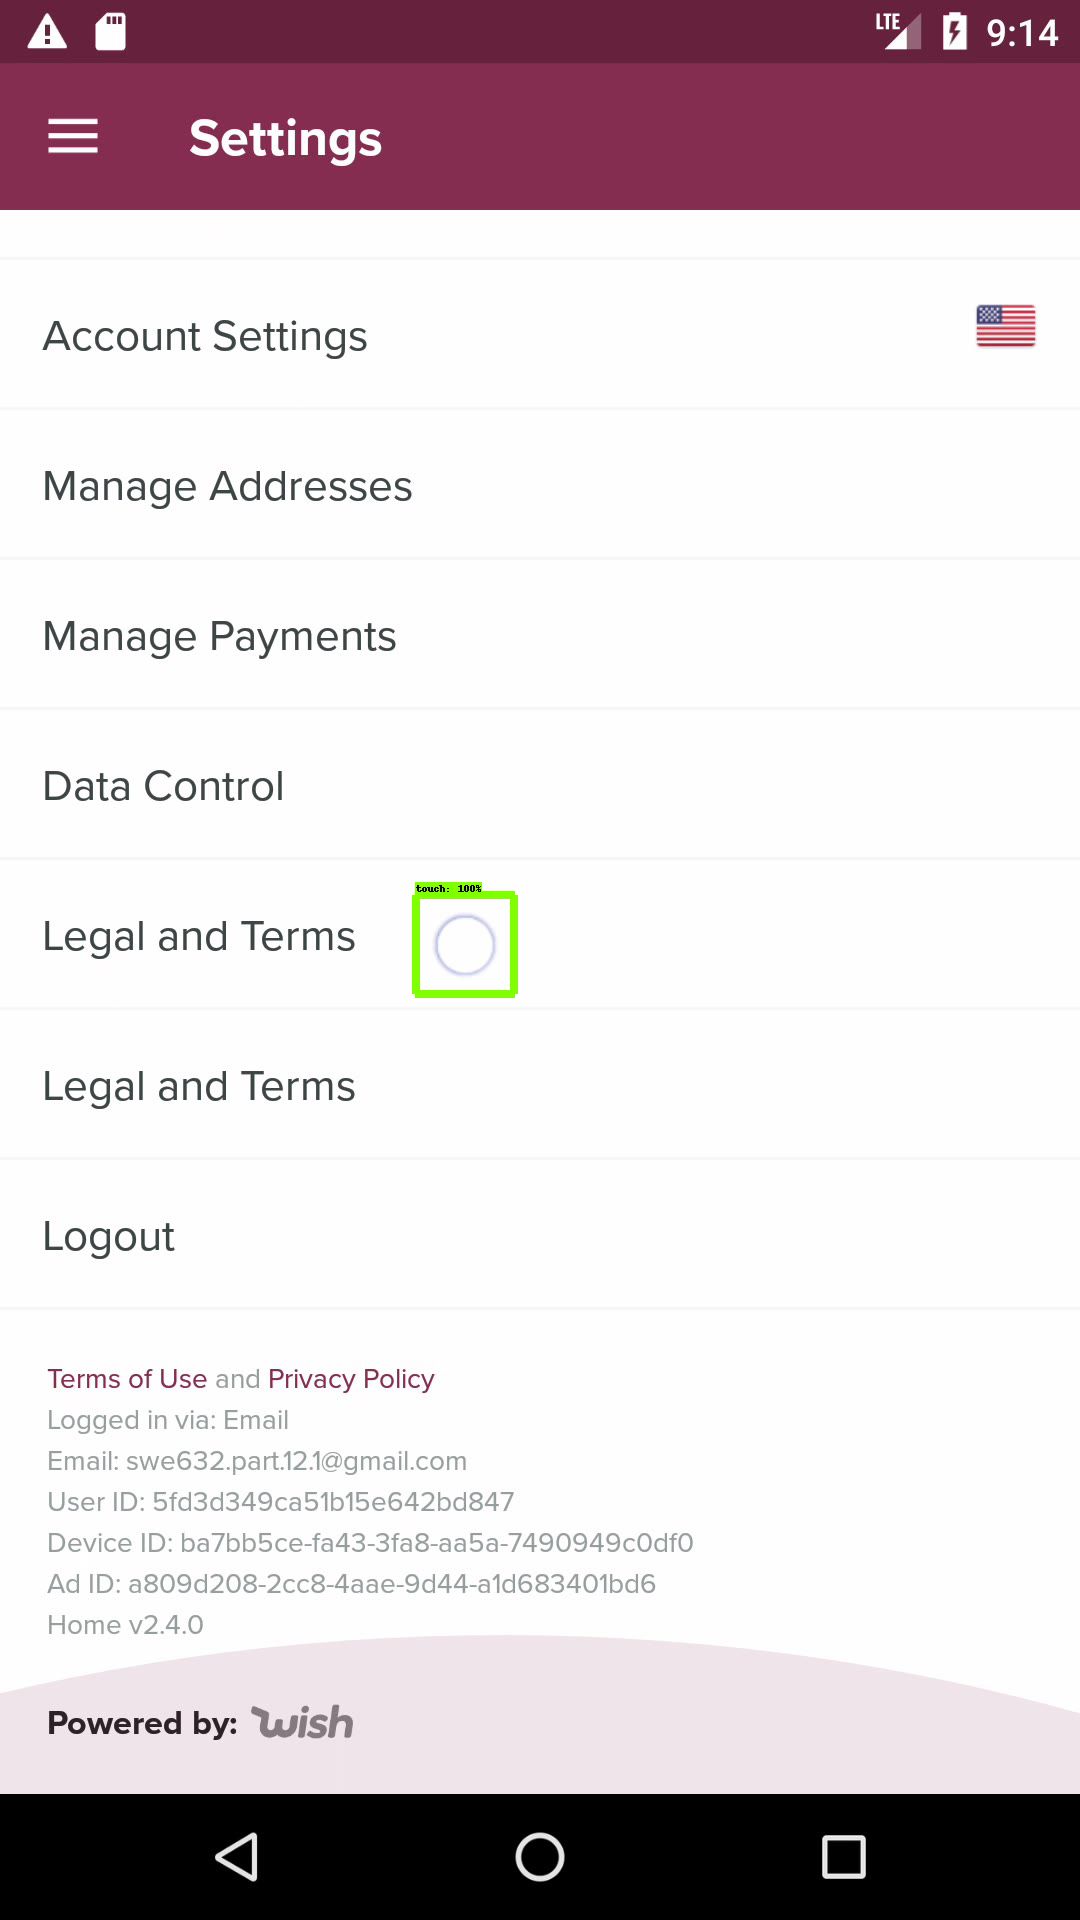 LTE 9:14
Settings
Account Settings
Manage Addresses
Manage Payments
Data Control
touch: 100%
Legal and Terms
Legal and Terms
Logout
Terms of Use and Privacy Policy
Logged in via: Email
Email: swe632.part.12.1@gmail.com
User ID: 5fd3d349ca51b15e642bd847
Device ID: ba7bb5ce-fa43-3fa8-aa5a-7490949c0df0
Ad ID: a809d208-2cc8-4aae-9d44-a1d683401bd6
Home v2.4.0
Powered by: wish